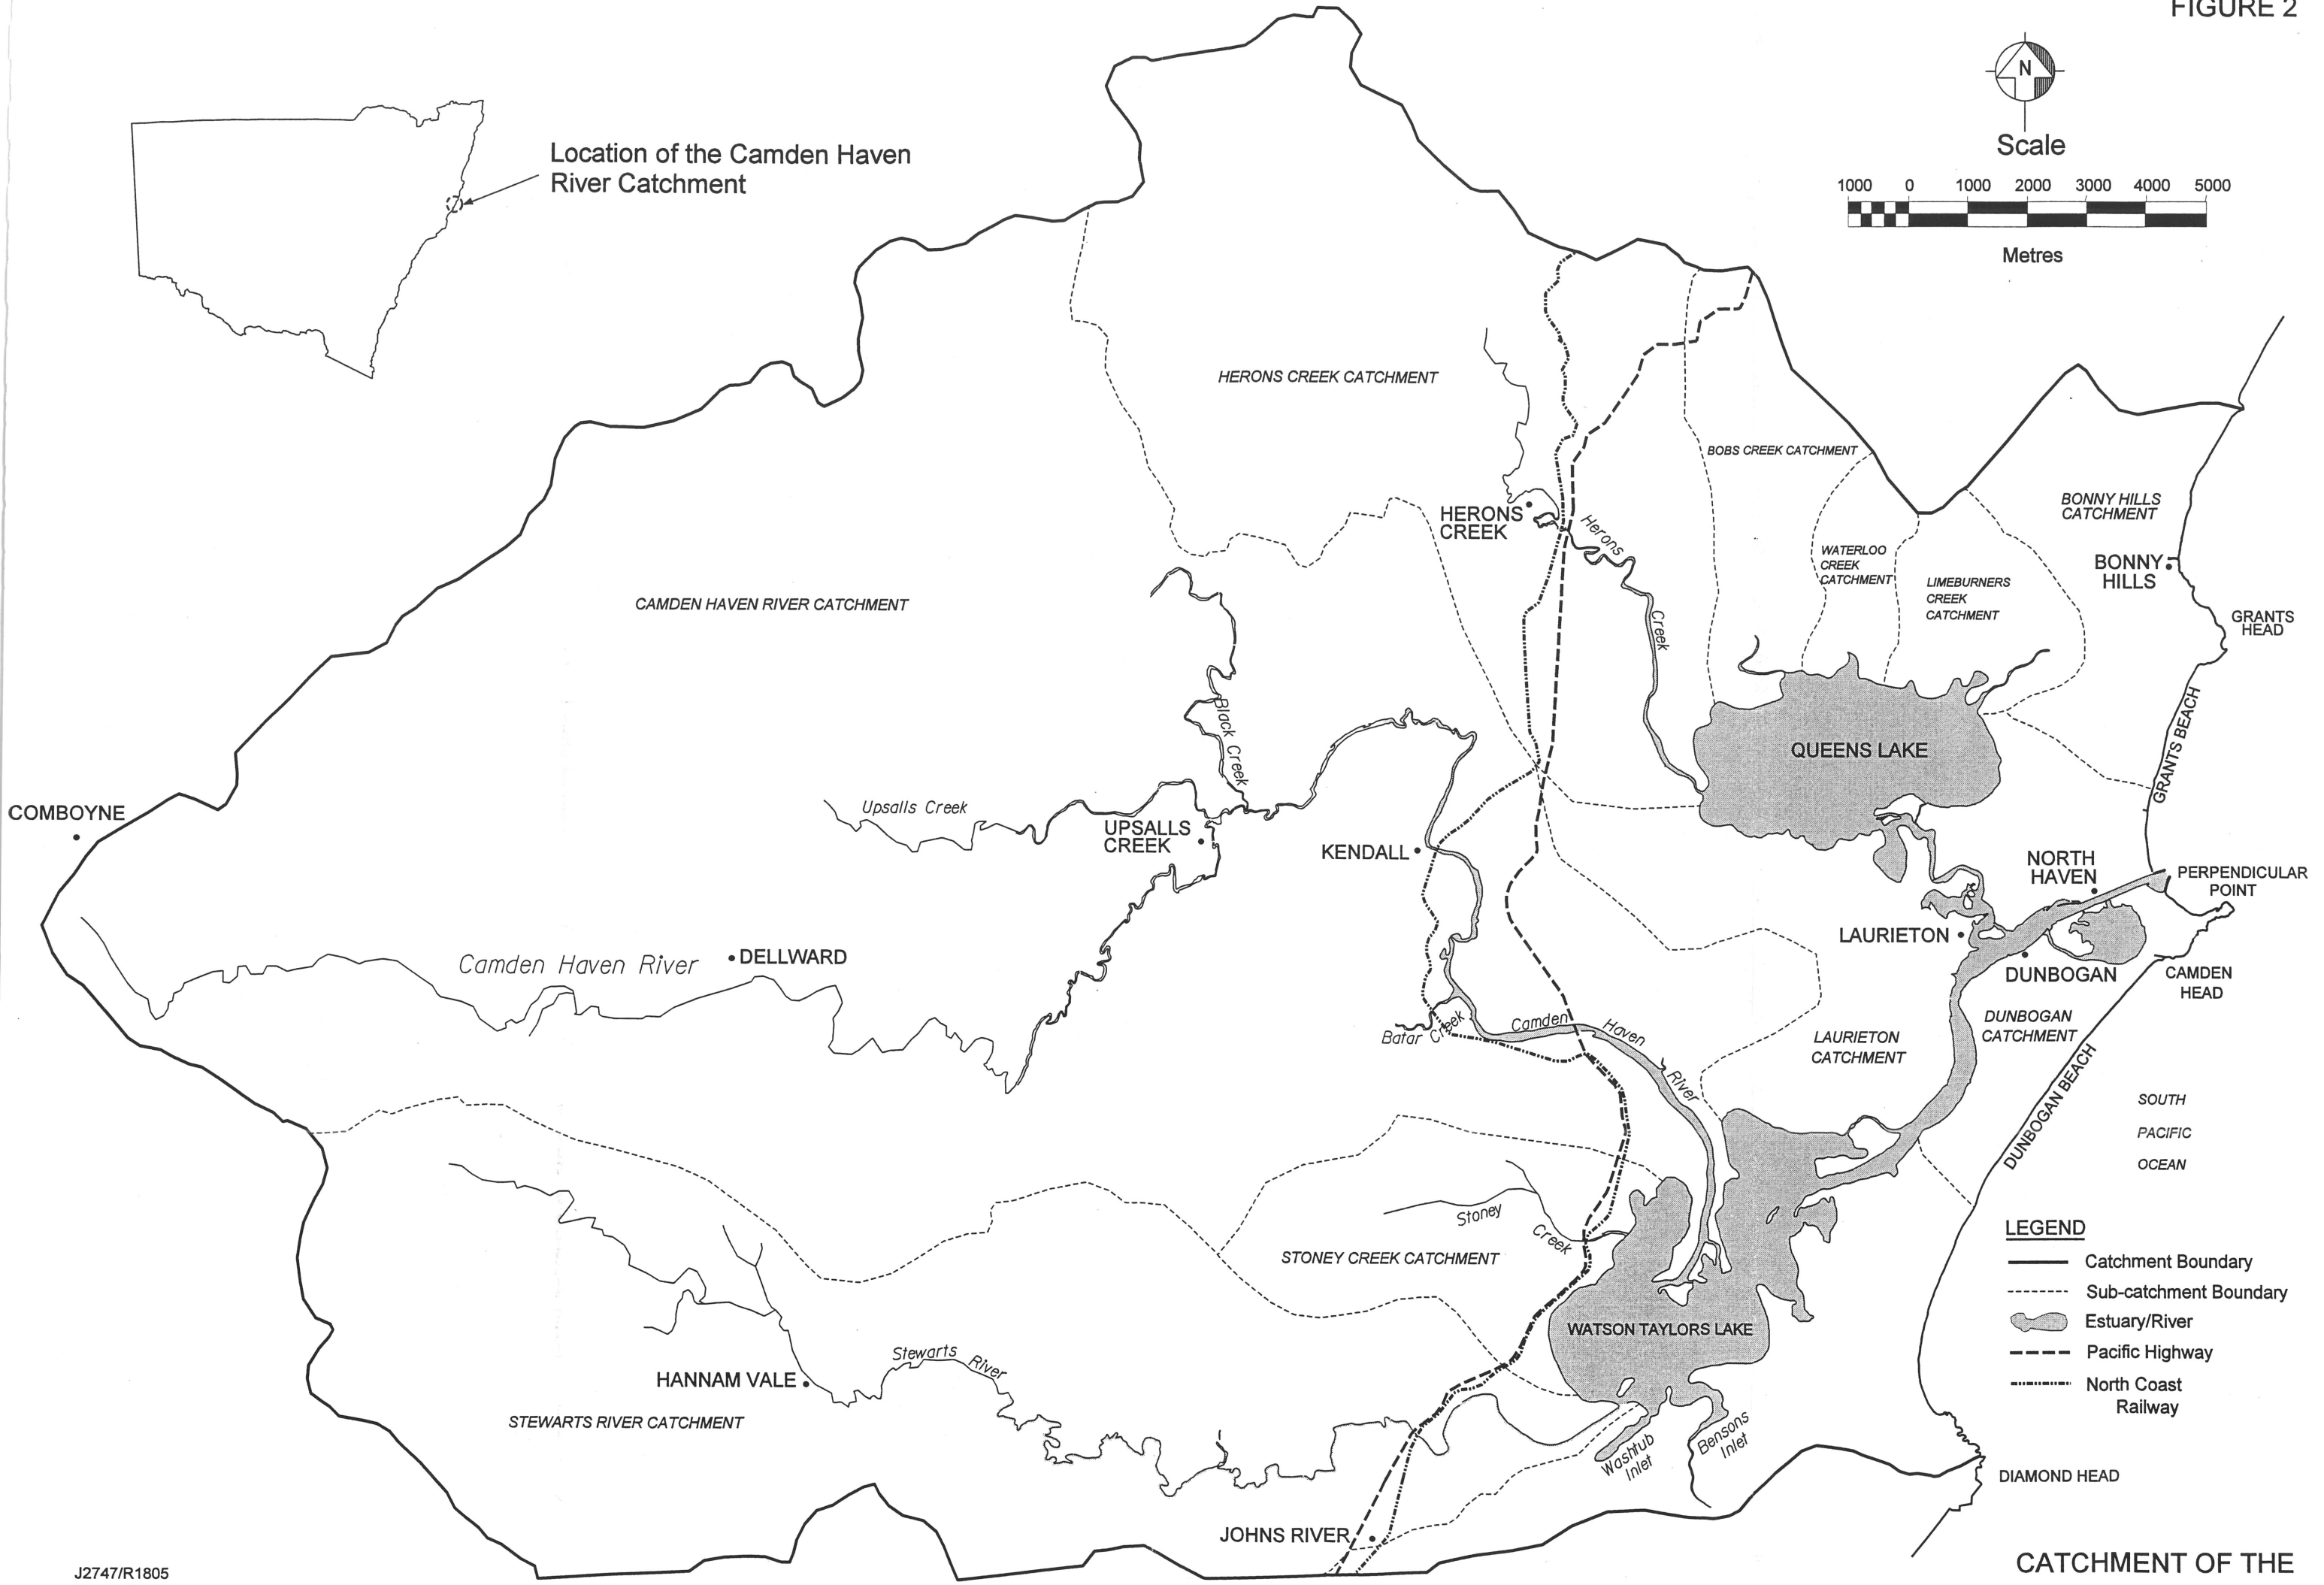 FIGURE 2
N
Scale
1000 0 1000 2000 3000 4000 5000
Metres
Location of the Camden Haven
River Catchment
HERONS CREEK CATCHMENT
BOBS CREEK CATCHMENT
BONNY HILLS
CATCHMENT
HERONS
CREEK
Herons
Creek
WATERLOO
CREEK
CATCHMENT
LIMEBURNERS
CREEK
CATCHMENT
BONNY
HILLS
GRANTS
HEAD
CAMDEN HAVEN RIVER CATCHMENT
Black Creek
QUEENS LAKE
GRANTS BEACH
COMBOYNE
Upsalls Creek
UPSALLS
CREEK
KENDALL
NORTH
HAVEN
PERPENDICULAR
POINT
LAURIETON
DUNBOGAN
CAMDEN
HEAD
Camden Haven River
DELLWARD
Batar Creek
Camden Haven River
LAURIETON
CATCHMENT
DUNBOGAN
CATCHMENT
DUNBOGAN BEACH
SOUTH
PACIFIC
OCEAN
Stoney
Creek
STONEY CREEK CATCHMENT
WATSON TAYLORS LAKE
HANNAM VALE
Stewarts River
STEWARTS RIVER CATCHMENT
Washtub
Inlet
Bensons
Inlet
LEGEND
Catchment Boundary
Sub-catchment Boundary
Estuary/River
Pacific Highway
North Coast
Railway
DIAMOND HEAD
JOHNS RIVER
J2747/R1805
CATCHMENT OF THE